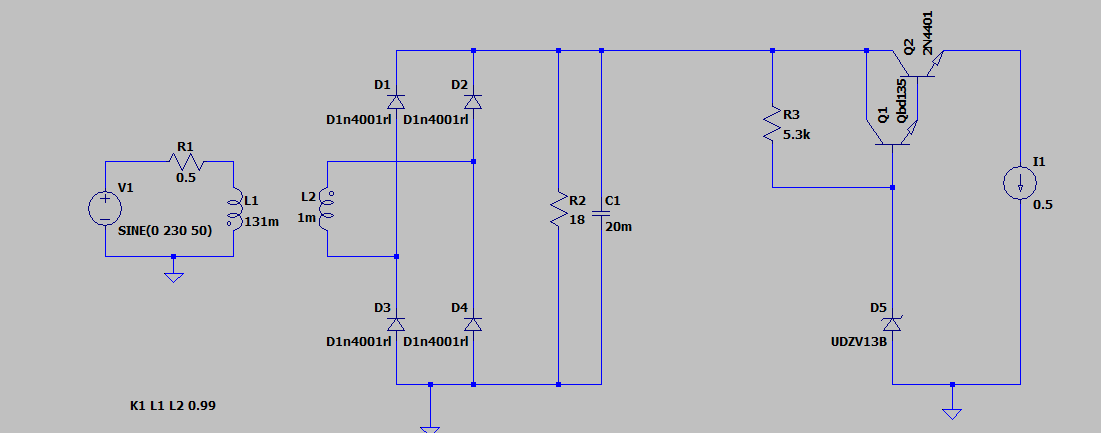 Q2
2N4401
D1
D2
D1n4001rl
D1n4001rl
Q1
Qbd135
R3
5.3k
R1
0.5
V1
SINE(0 230 50)
L1
131m
L2
1m
R2
18
C1
20m
I1
0.5
D3
D4
D1n4001rl
D1n4001rl
D5
UDZV13B
K1 L1 L2 0.99